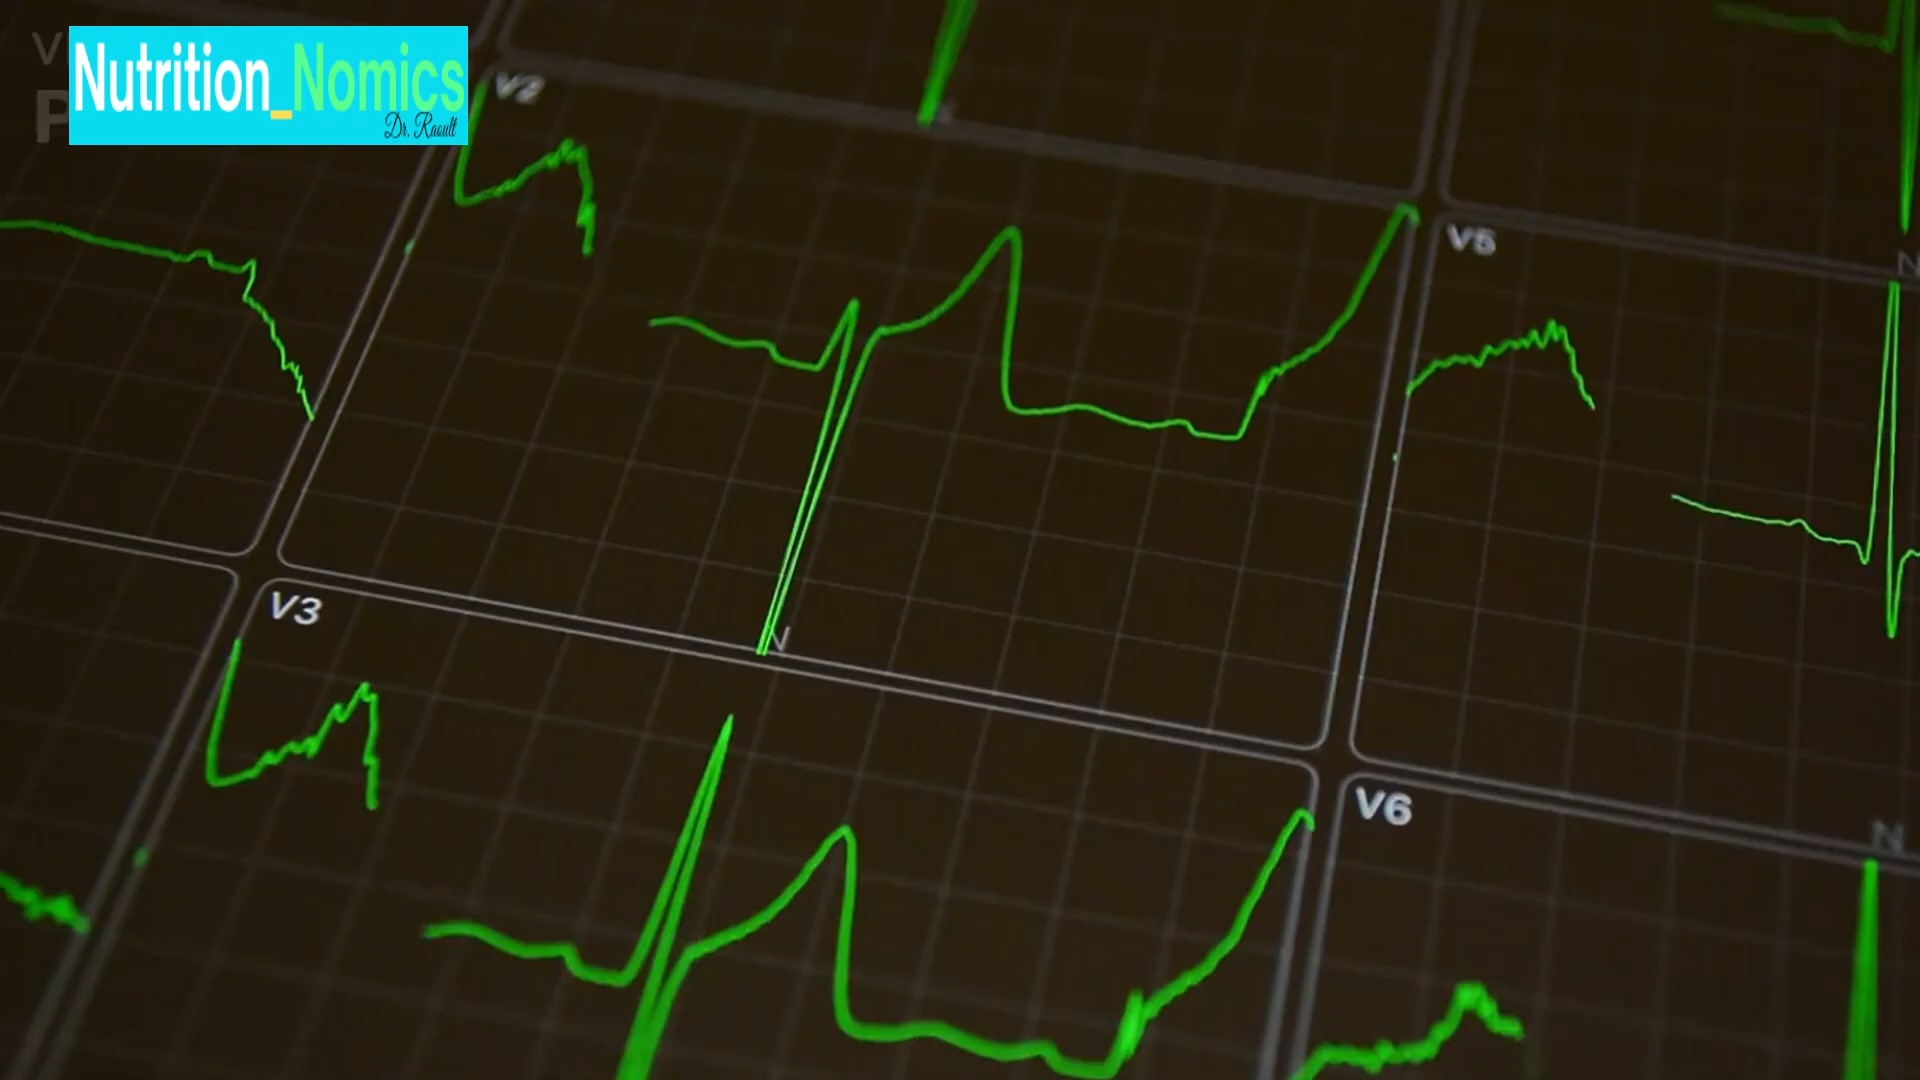 Nutrition_Nomics
Dr. Raoult
V2
V5
N
N
V3
V6
N